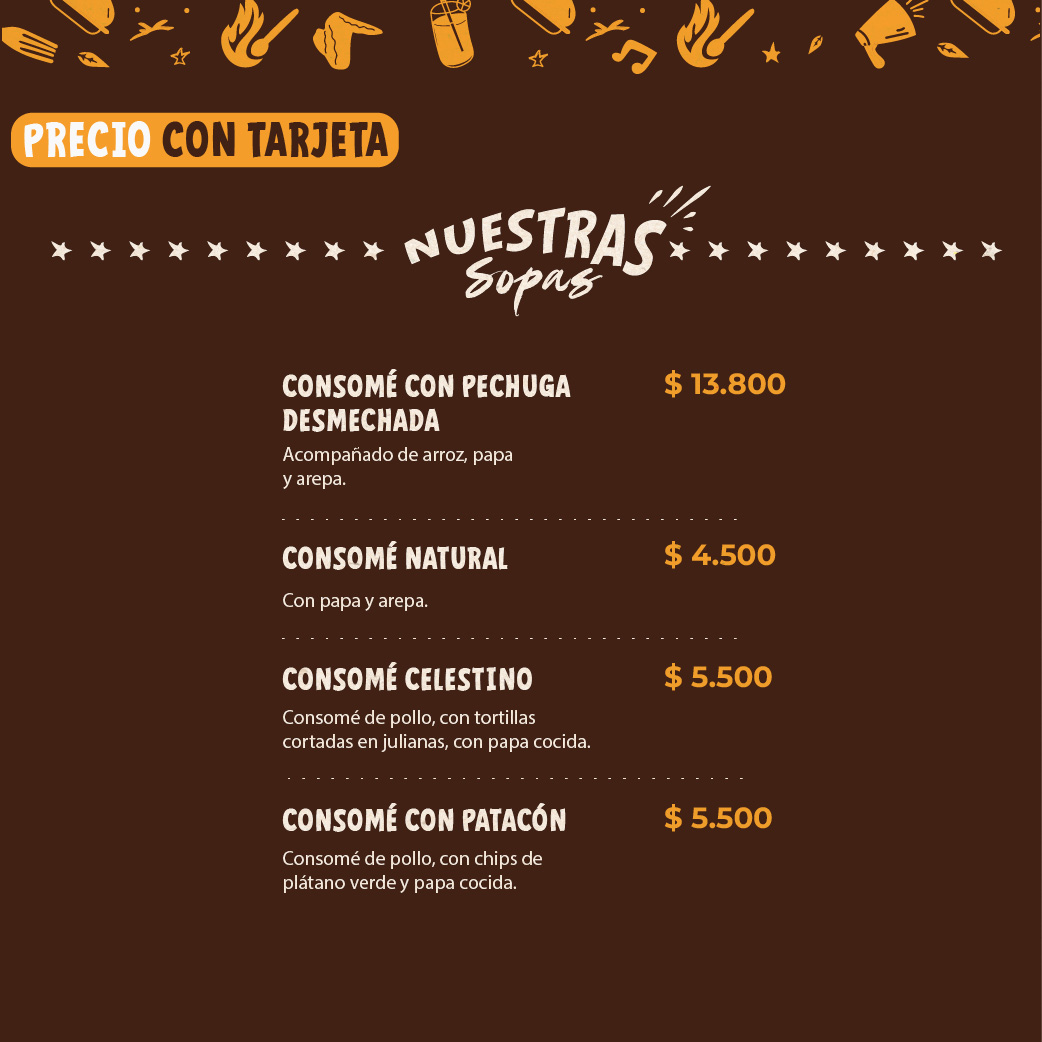 PRECIO CON TARJETA
NUESTRAS
Sopas
CONSOMÉ CON PECHUGA
DESMECHADA
$ 13.800
Acompañado de arroz, papa
y arepa.
CONSOMÉ NATURAL
$ 4.500
Con papa y arepa.
CONSOMÉ CELESTINO
$ 5.500
Consomé de pollo, con tortillas
cortadas en julianas, con papa cocida.
CONSOMÉ CON PATACÓN
$ 5.500
Consomé de pollo, con chips de
plátano verde y papa cocida.